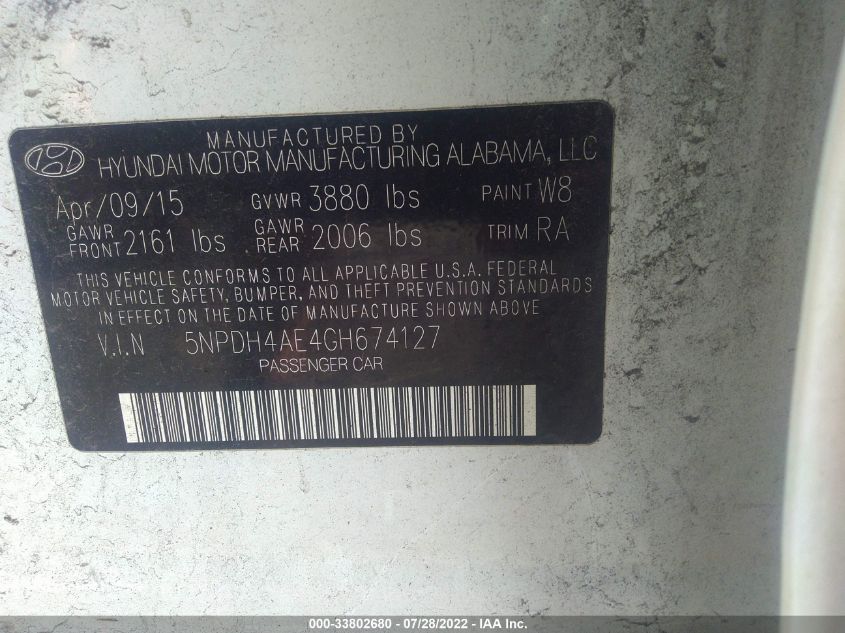 MANUFACTURED BY
HYUNDAI MOTOR MANUFACTURING ALABAMA, LLC
Apr/09/15 GVWR 3880 lbs PAINT W8
GAWR FRONT 2161 lbs GAWR REAR 2006 lbs TRIM RA
THIS VEHICLE CONFORMS TO ALL APPLICABLE U.S.A. FEDERAL
MOTOR VEHICLE SAFETY, BUMPER, AND THEFT PREVENTION STANDARDS
IN EFFECT ON THE DATE OF MANUFACTURE SHOWN ABOVE
V.I.N 5NPDH4AE4GH674127
PASSENGER CAR
000-33802680 - 07/28/2022 - IAA Inc.